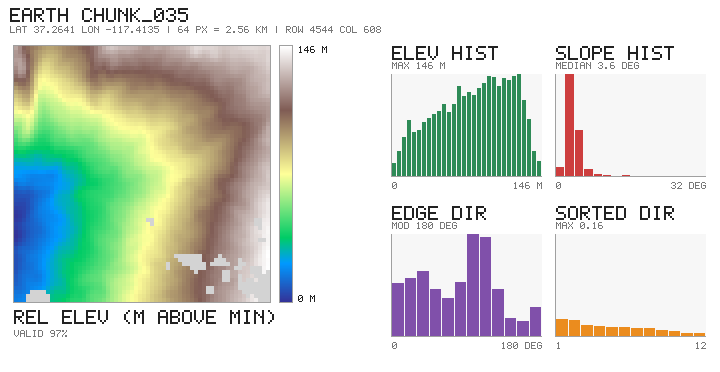 EARTH CHUNK_035
LAT 37.2641 LON -117.4135 | 64 PX = 2.56 KM | ROW 4544 COL 608
146 M
0 M
REL ELEV (M ABOVE MIN)
VALID 97%
ELEV HIST
MAX 146 M
0 146 M
SLOPE HIST
MEDIAN 3.6 DEG
0 32 DEG
EDGE DIR
MOD 180 DEG
0 180 DEG
SORTED DIR
MAX 0.16
1 12